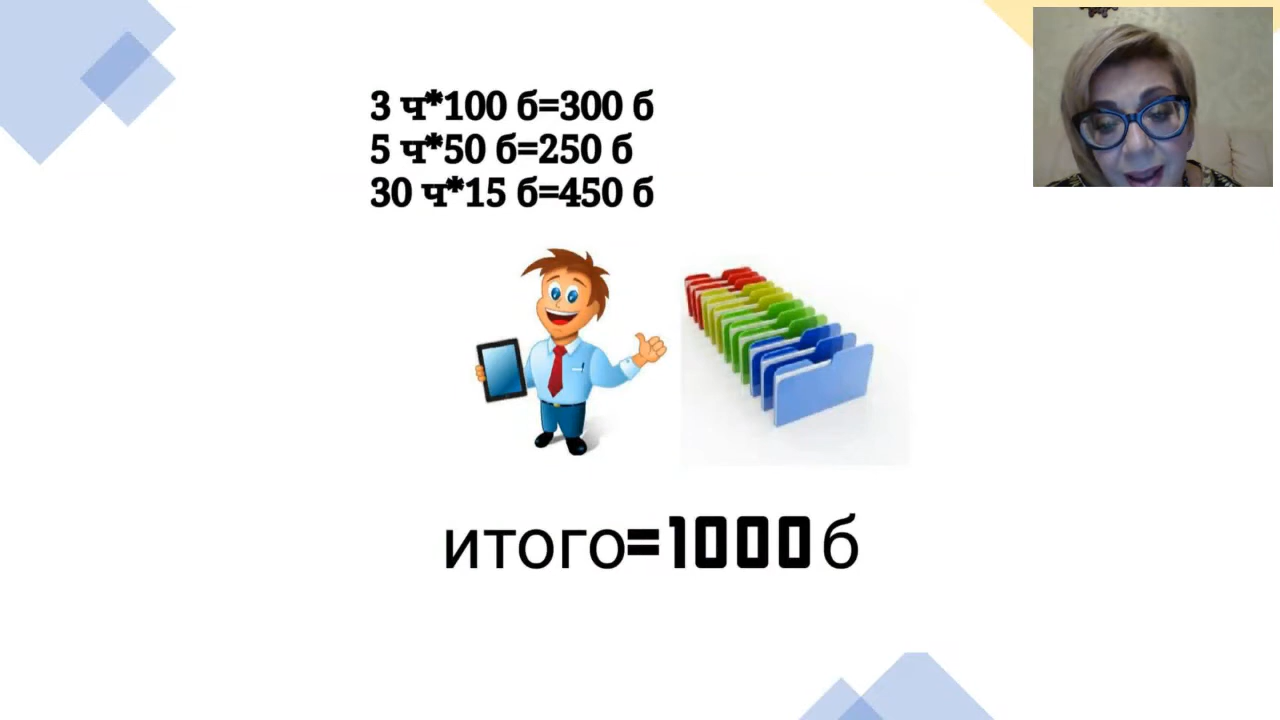 3 ч*100 б=300 б
5 ч*50 б=250 б
30 ч*15 б=450 б
итого=1000 б